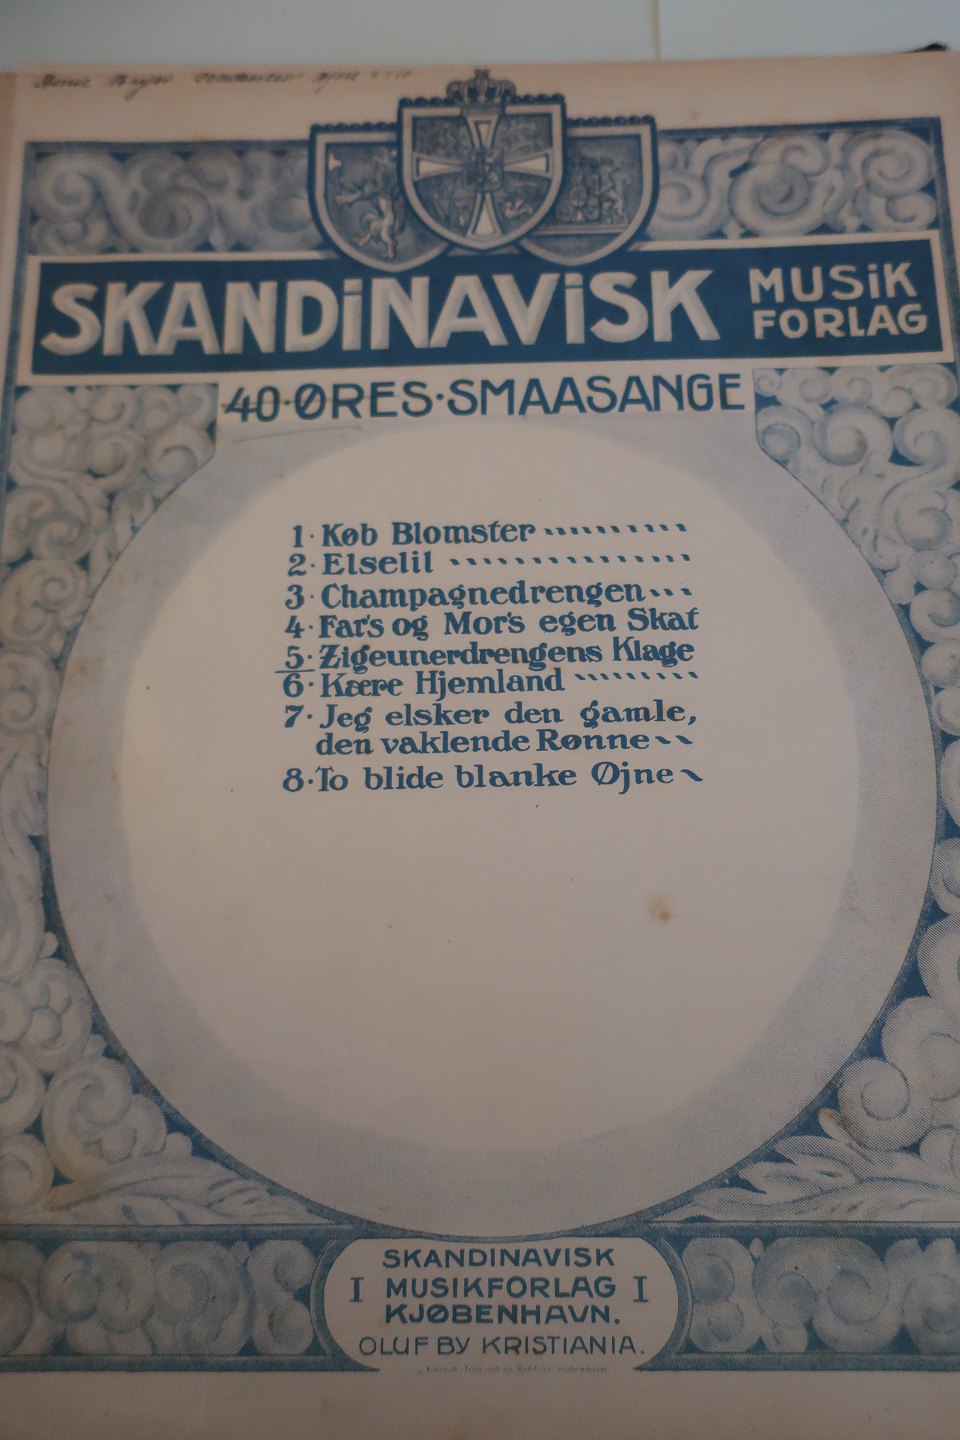 SKANDiNAViSK
MUSiK
FORLAG
40·ØRES·SMAASANGE
1· Køb Blomster
2· Elselil
3· Champagnedrengen
4· Far's og Mor's egen Skat
5· Zigeunerdrengens Klage
6· Kære Hjemland
7· Jeg elsker den gamle,
den vaklende Rønne
8· To blide blanke Øjne
SKANDINAVISK
I MUSIKFORLAG I
KJØBENHAVN.
OLUF BY KRISTIANIA.